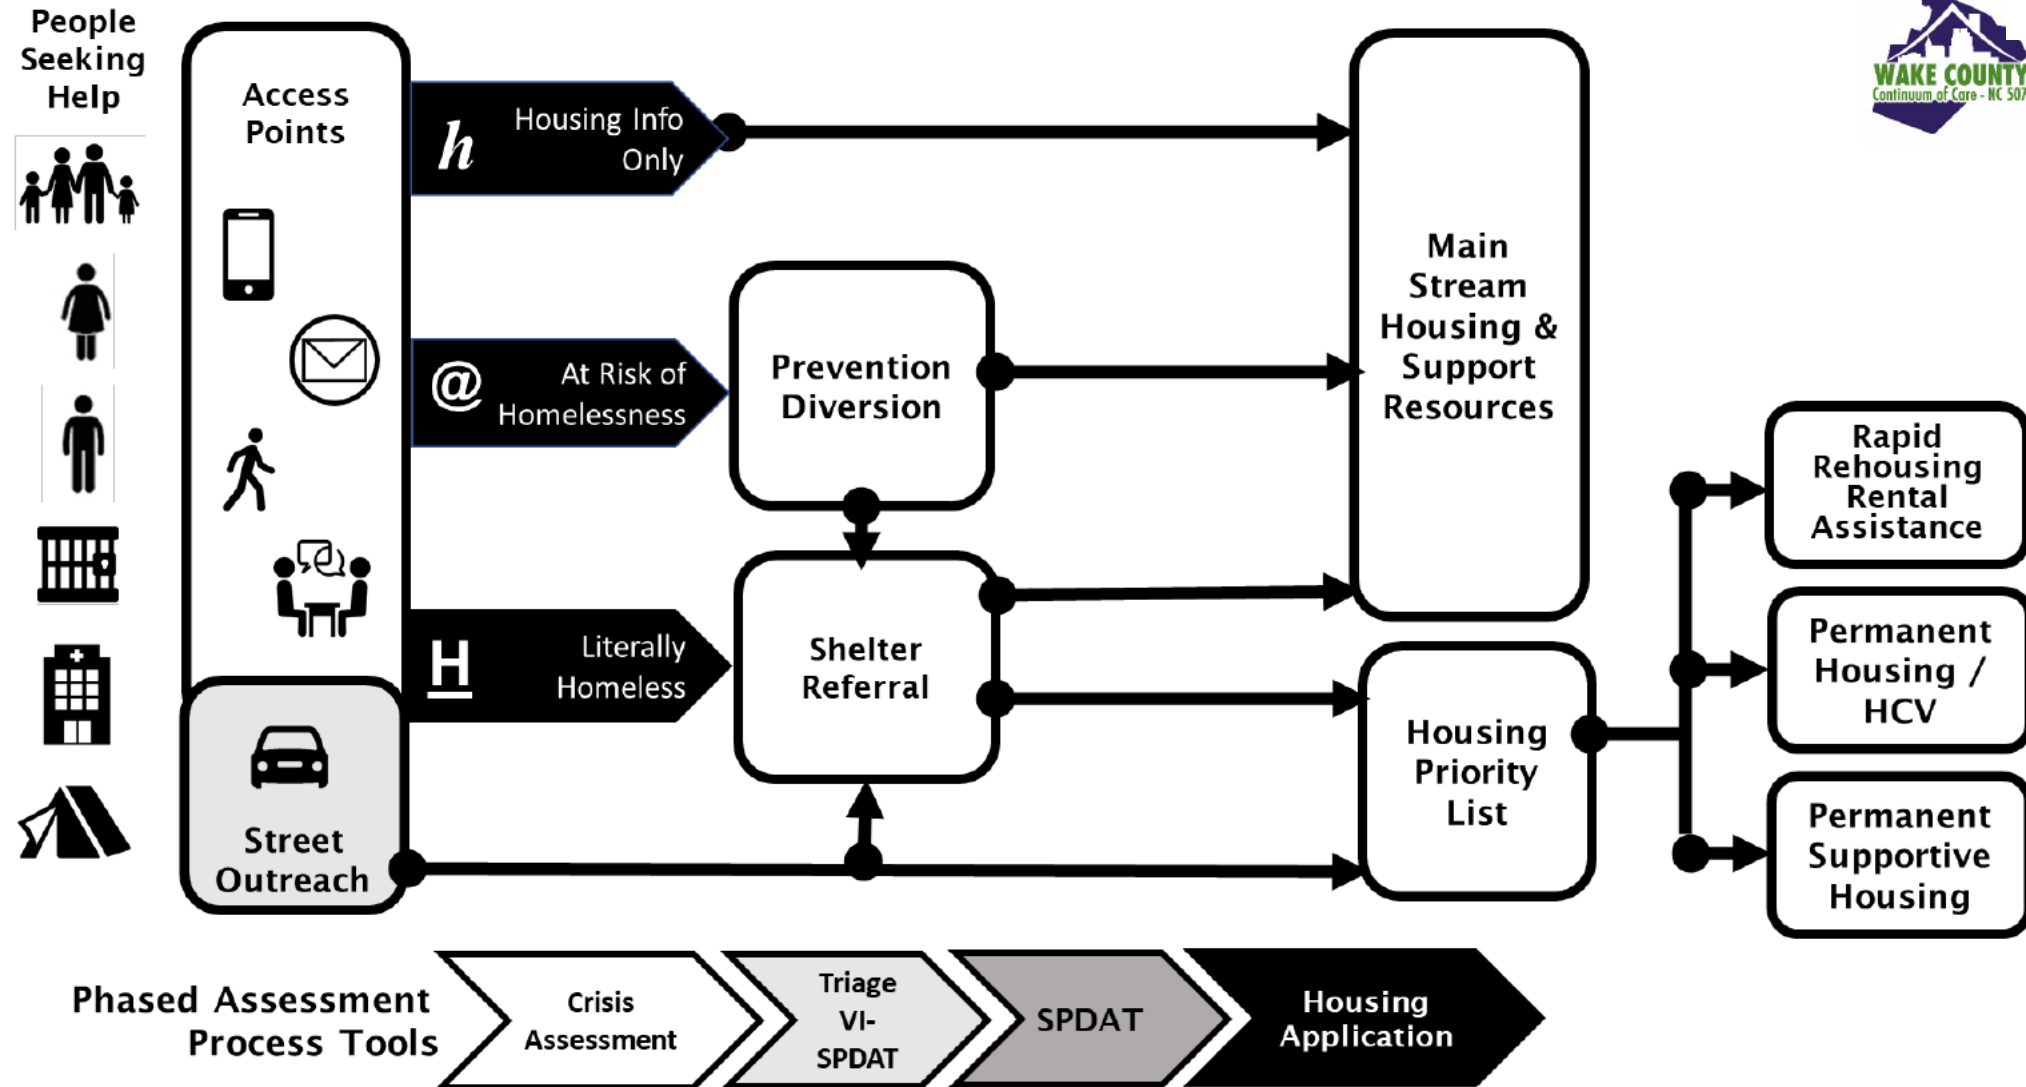 People
Seeking
Help
Access
Points
h
Housing Info
Only
@
At Risk of
Homelessness
H
Literally
Homeless
Street
Outreach
Prevention
Diversion
Shelter
Referral
Main
Stream
Housing &
Support
Resources
Housing
Priority
List
WAKE COUNTY
Continuum of Care - NC 507
Rapid
Rehousing
Rental
Assistance
Permanent
Housing /
HCV
Permanent
Supportive
Housing
Phased Assessment
Process Tools
Crisis
Assessment
Triage
VI-
SPDAT
SPDAT
Housing
Application